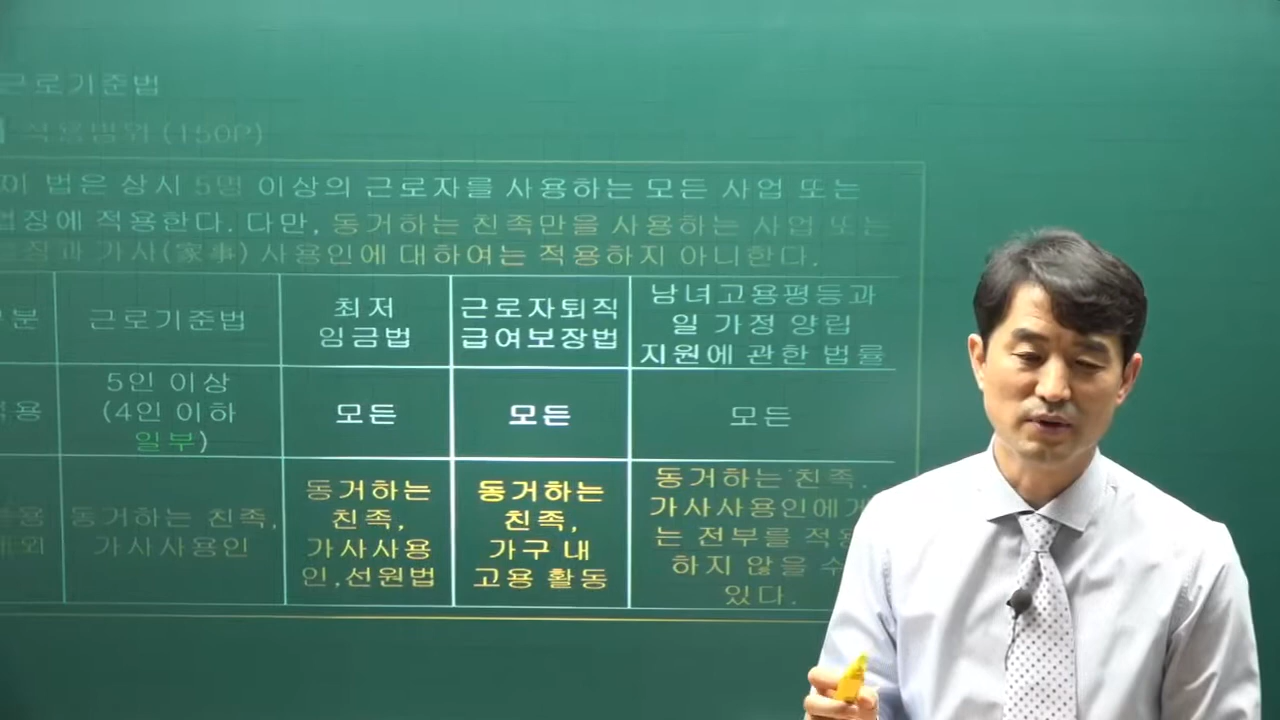 근로기준법
적용범위 (150P)
이 법은 상시 5명 이상의 근로자를 사용하는 모든 사업 또는
장에 적용한다. 다만, 동거하는 친족만을 사용하는 사업 또는
과 가사(家事) 사용인에 대하여는 적용하지 아니한다.
분
근로기준법
최저
임금법
근로자퇴직
급여보장법
남녀고용평등과
일 가정 양립
지원에 관한 법률
용
5인 이상
(4인 이하
일부)
모든
모든
모든
외
동거하는 친족,
가사사용인
동거하는
친족,
가사사용
인,선원법
동거하는
친족,
가구 내
고용 활동
동거하는 친족.
가사사용인에
는 전부를 적
하지 않을 수
있다.